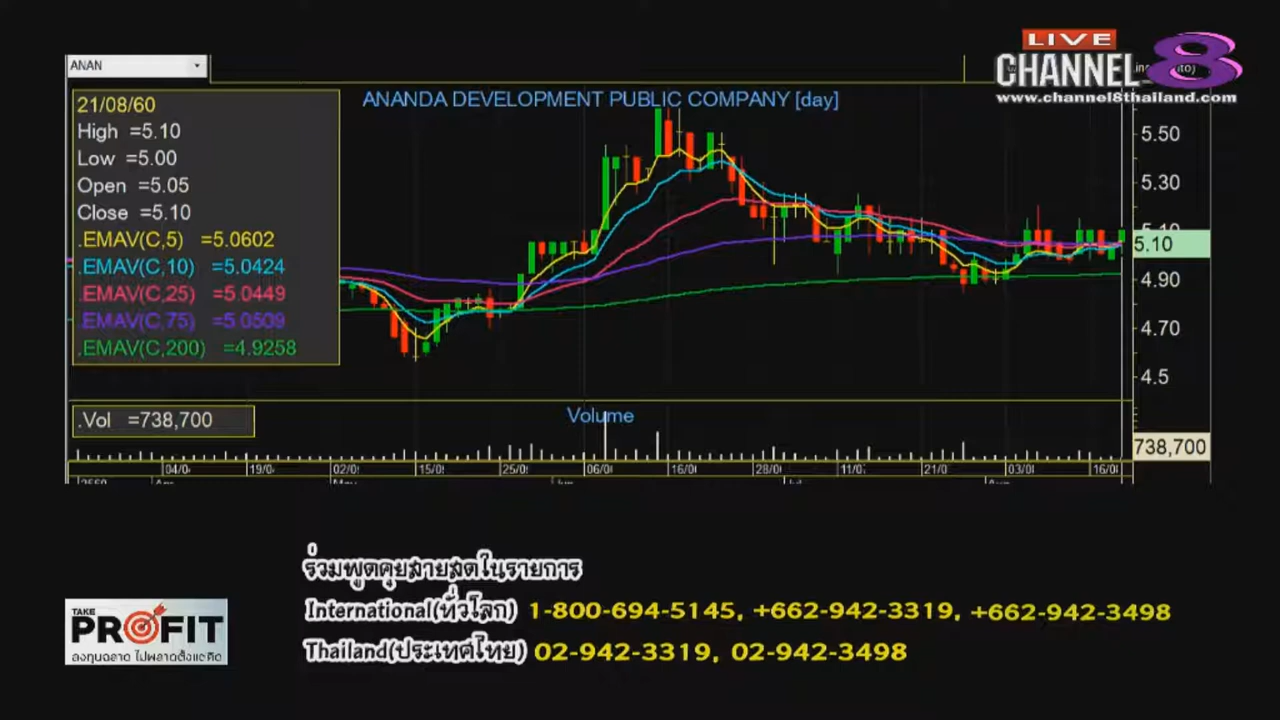 LIVE
CHANNEL 8
www.channel8thailand.com
ANAN
21/08/60
High =5.10
Low =5.00
Open =5.05
Close =5.10
.EMAV(C,5) =5.0602
.EMAV(C,10) =5.0424
.EMAV(C,25) =5.0449
.EMAV(C,75) =5.0509
.EMAV(C,200) =4.9258
ANANDA DEVELOPMENT PUBLIC COMPANY [day]
5.50
5.30
5.10
4.90
4.70
4.5
.Vol =738,700
Volume
738,700
04/0 19/0 02/0 15/0 25/0 06/0 16/0 28/0 11/0 21/0 03/0 16/0
ร่วมพูดคุยสายสดในรายการ
International(ทั่วโลก) 1-800-694-5145, +662-942-3319, +662-942-3498
Thailand(ประเทศไทย) 02-942-3319, 02-942-3498
TAKE
PROFIT
ลงทุนฉลาด ไม่พลาดตั้งแต่คิด